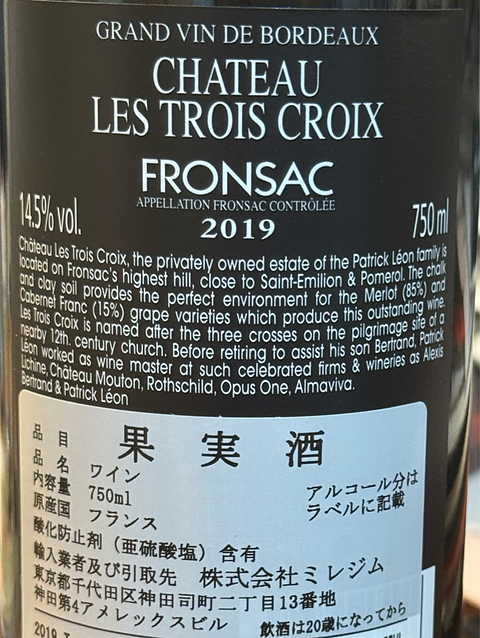 GRAND VIN DE BORDEAUX
CHATEAU
LES TROIS CROIX
FRONSAC
APPELLATION FRONSAC CONTRÔLÉE
14.5% vol.
2019
750 ml
Château Les Trois Croix, the privately owned estate of the Patrick Léon family is
located on Fronsac's highest hill, close to Saint-Emilion & Pomerol. The chalk
and clay soil provides the perfect environment for the Merlot (85%) and
Cabernet Franc (15%) grape varieties which produce this outstanding wine.
Les Trois Croix is named after the three crosses on the pilgrimage site of a
nearby 12th. century church. Before retiring to assist his son Bertrand, Patrick
Léon worked as wine master at such celebrated firms & wineries as Alexis
Lichine, Château Mouton, Rothschild, Opus One, Almaviva.
Bertrand & Patrick Léon
品 目 果実酒
品 名 ワイン
内容量 750ml
アルコール分は
ラベルに記載
原産国 フランス
酸化防止剤（亜硫酸塩）含有
輸入業者及び引取先 株式会社ミレジム
東京都千代田区神田司町二丁目13番地
神田第4アメレックスビル
飲酒は20歳になってから
2019